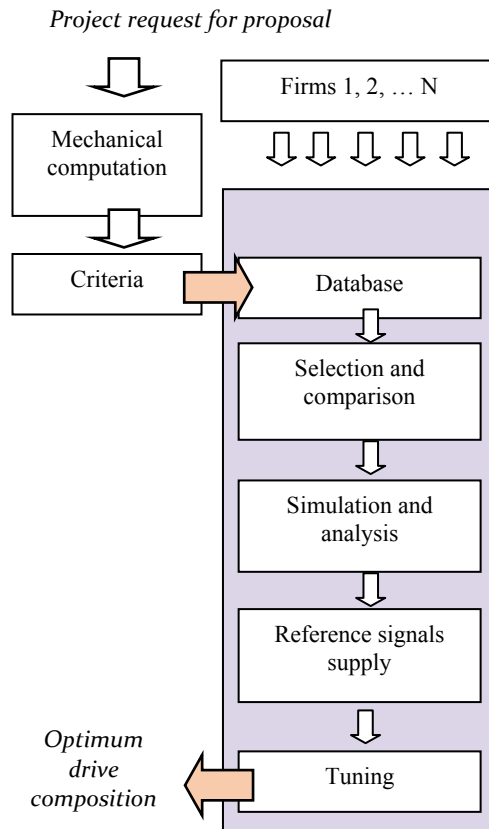 Project request for proposal
Firms 1, 2, … N
Mechanical
computation
Criteria
Database
Selection and
comparison
Simulation and
analysis
Reference signals
supply
Tuning
Optimum
drive
composition